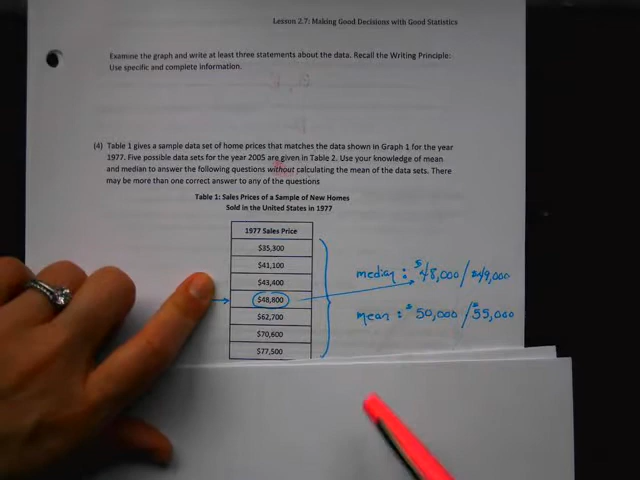 Lesson 2.7: Making Good Decisions with Good Statistics
Examine the graph and write at least three statements about the data. Recall the Writing Principle:
Use specific and complete information.
(4) Table 1 gives a sample data set of home prices that matches the data shown in Graph 1 for the year
1977. Five possible data sets for the year 2005 are given in Table 2. Use your knowledge of mean
and median to answer the following questions without calculating the mean of the data sets. There
may be more than one correct answer to any of the questions
Table 1: Sales Prices of a Sample of New Homes
Sold in the United States in 1977
1977 Sales Price
$35,300
$41,100
$43,400
$48,800
$62,700
$70,600
$77,500
median : $48,000 / $49,000
mean : $50,000 / $55,000